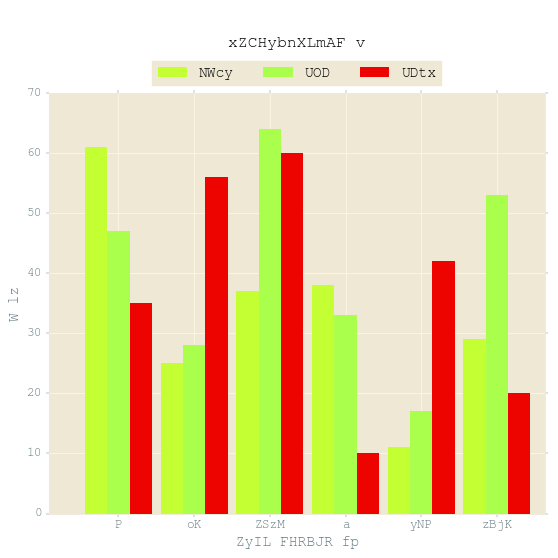 xZCHybnXLmAF v
NWcy UOD UDtx
70
60
50
40
30
20
10
0
W lz
P oK ZSzM a yNP zBjK
ZyIL FHRBJR fp